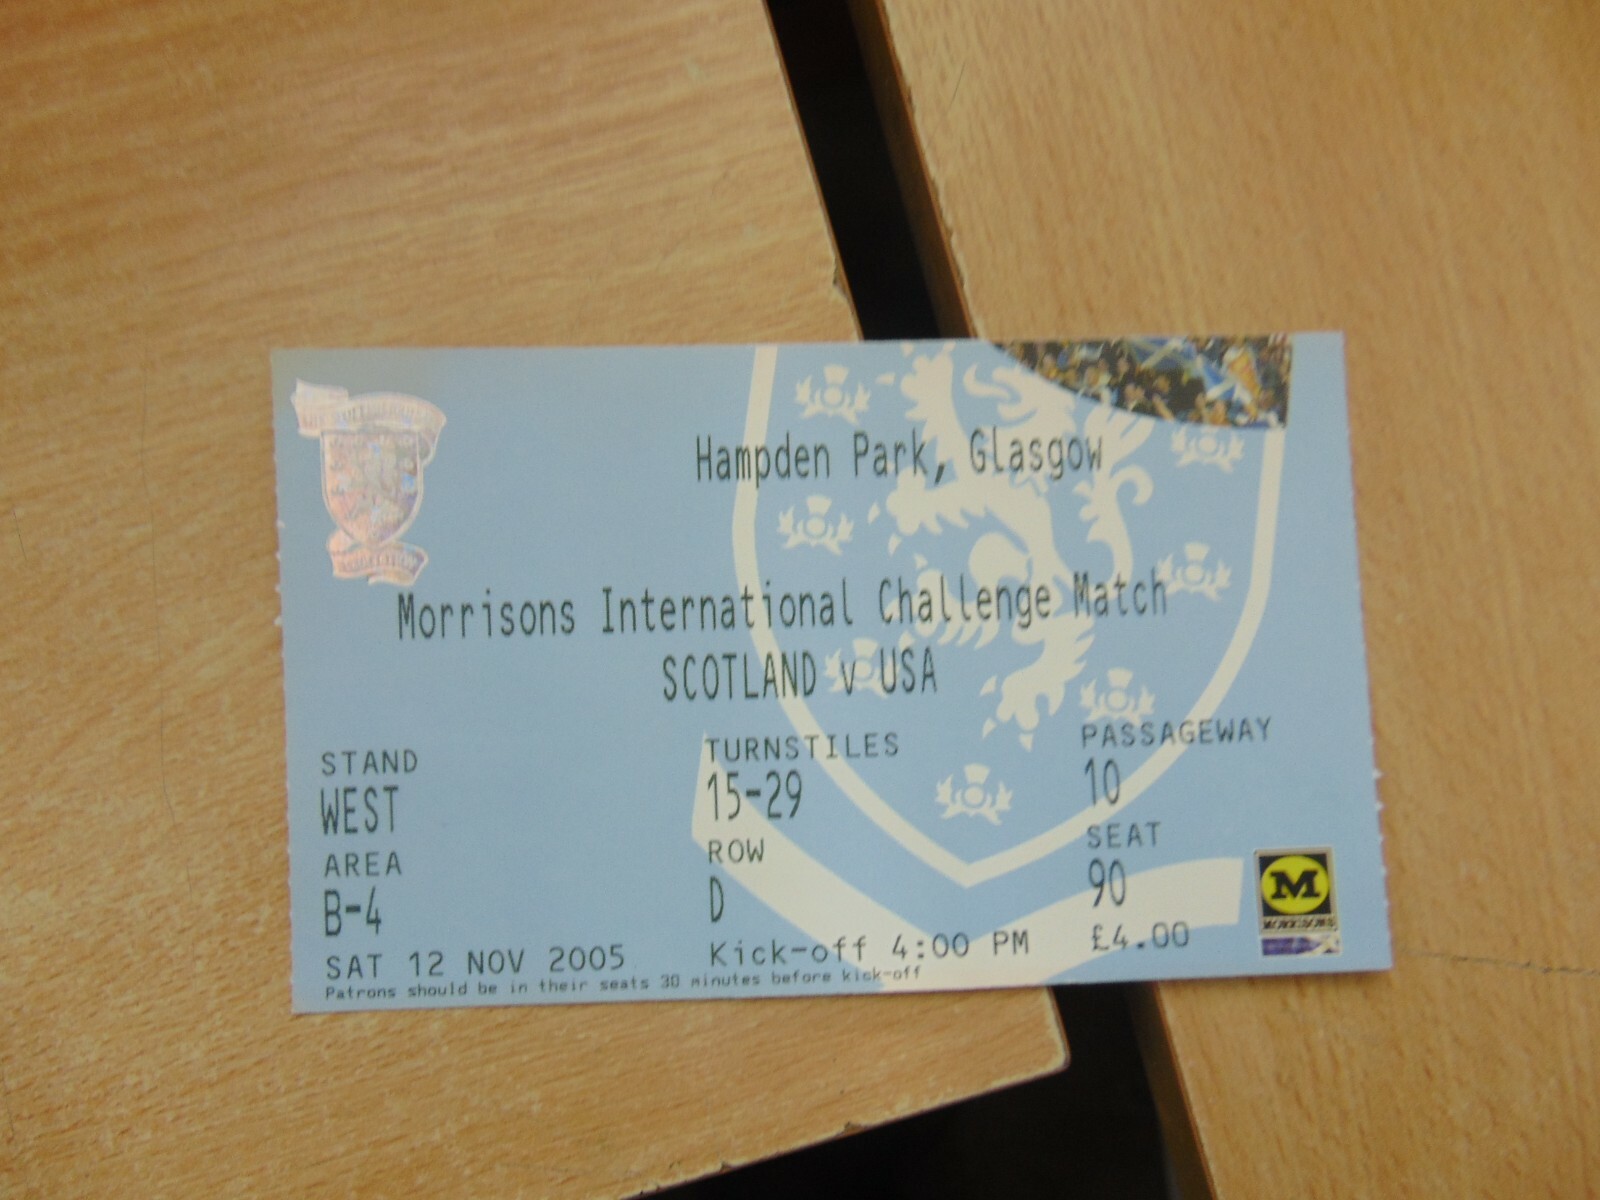 Hampden Park, Glasgow
Morrisons International Challenge Match
SCOTLAND v USA
STAND TURNSTILES PASSAGEWAY
WEST 15-29 10
AREA ROW SEAT
B-4 D 90
SAT 12 NOV 2005 Kick-off 4:00 PM £4.00
Patrons should be in their seats 30 minutes before kick-off
M
MORRISONS